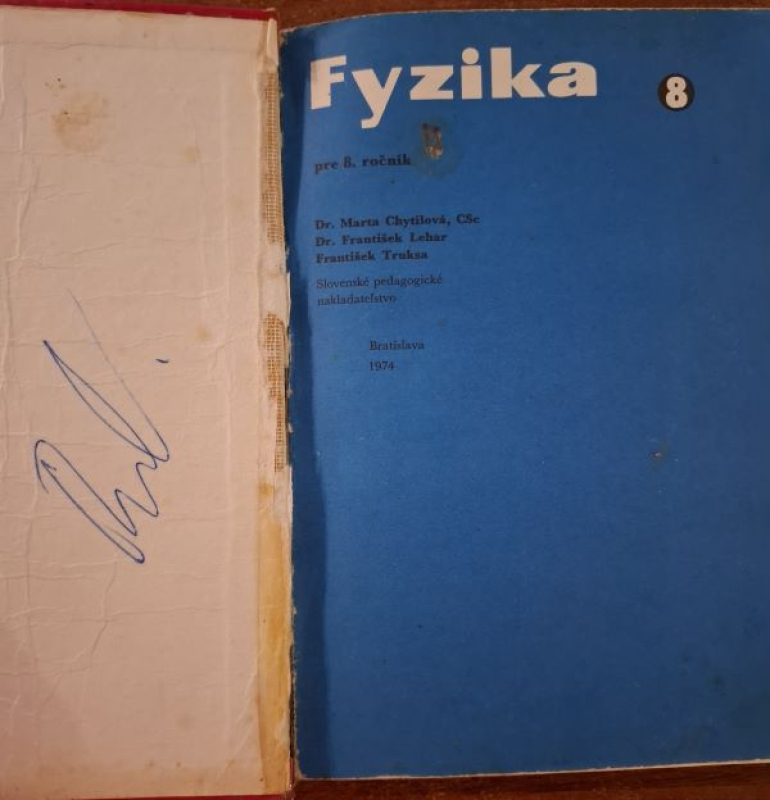 Fyzika 8
pre 8. ročník
Dr. Marta Chytilová, CSc
Dr. František Lehar
František Truksa
Slovenské pedagogické
nakladateľstvo
Bratislava
1974